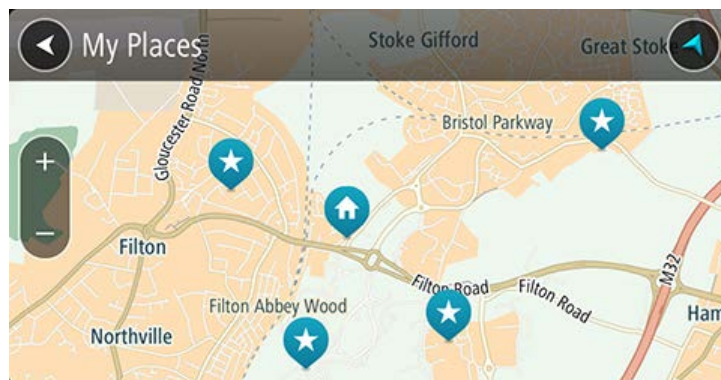 My Places
Stoke Gifford
Great Stoke
Gloucester Road North
Bristol Parkway
+
−
Filton
M32
Filton Road
Filton Road
Filton Abbey Wood
Ham
Northville